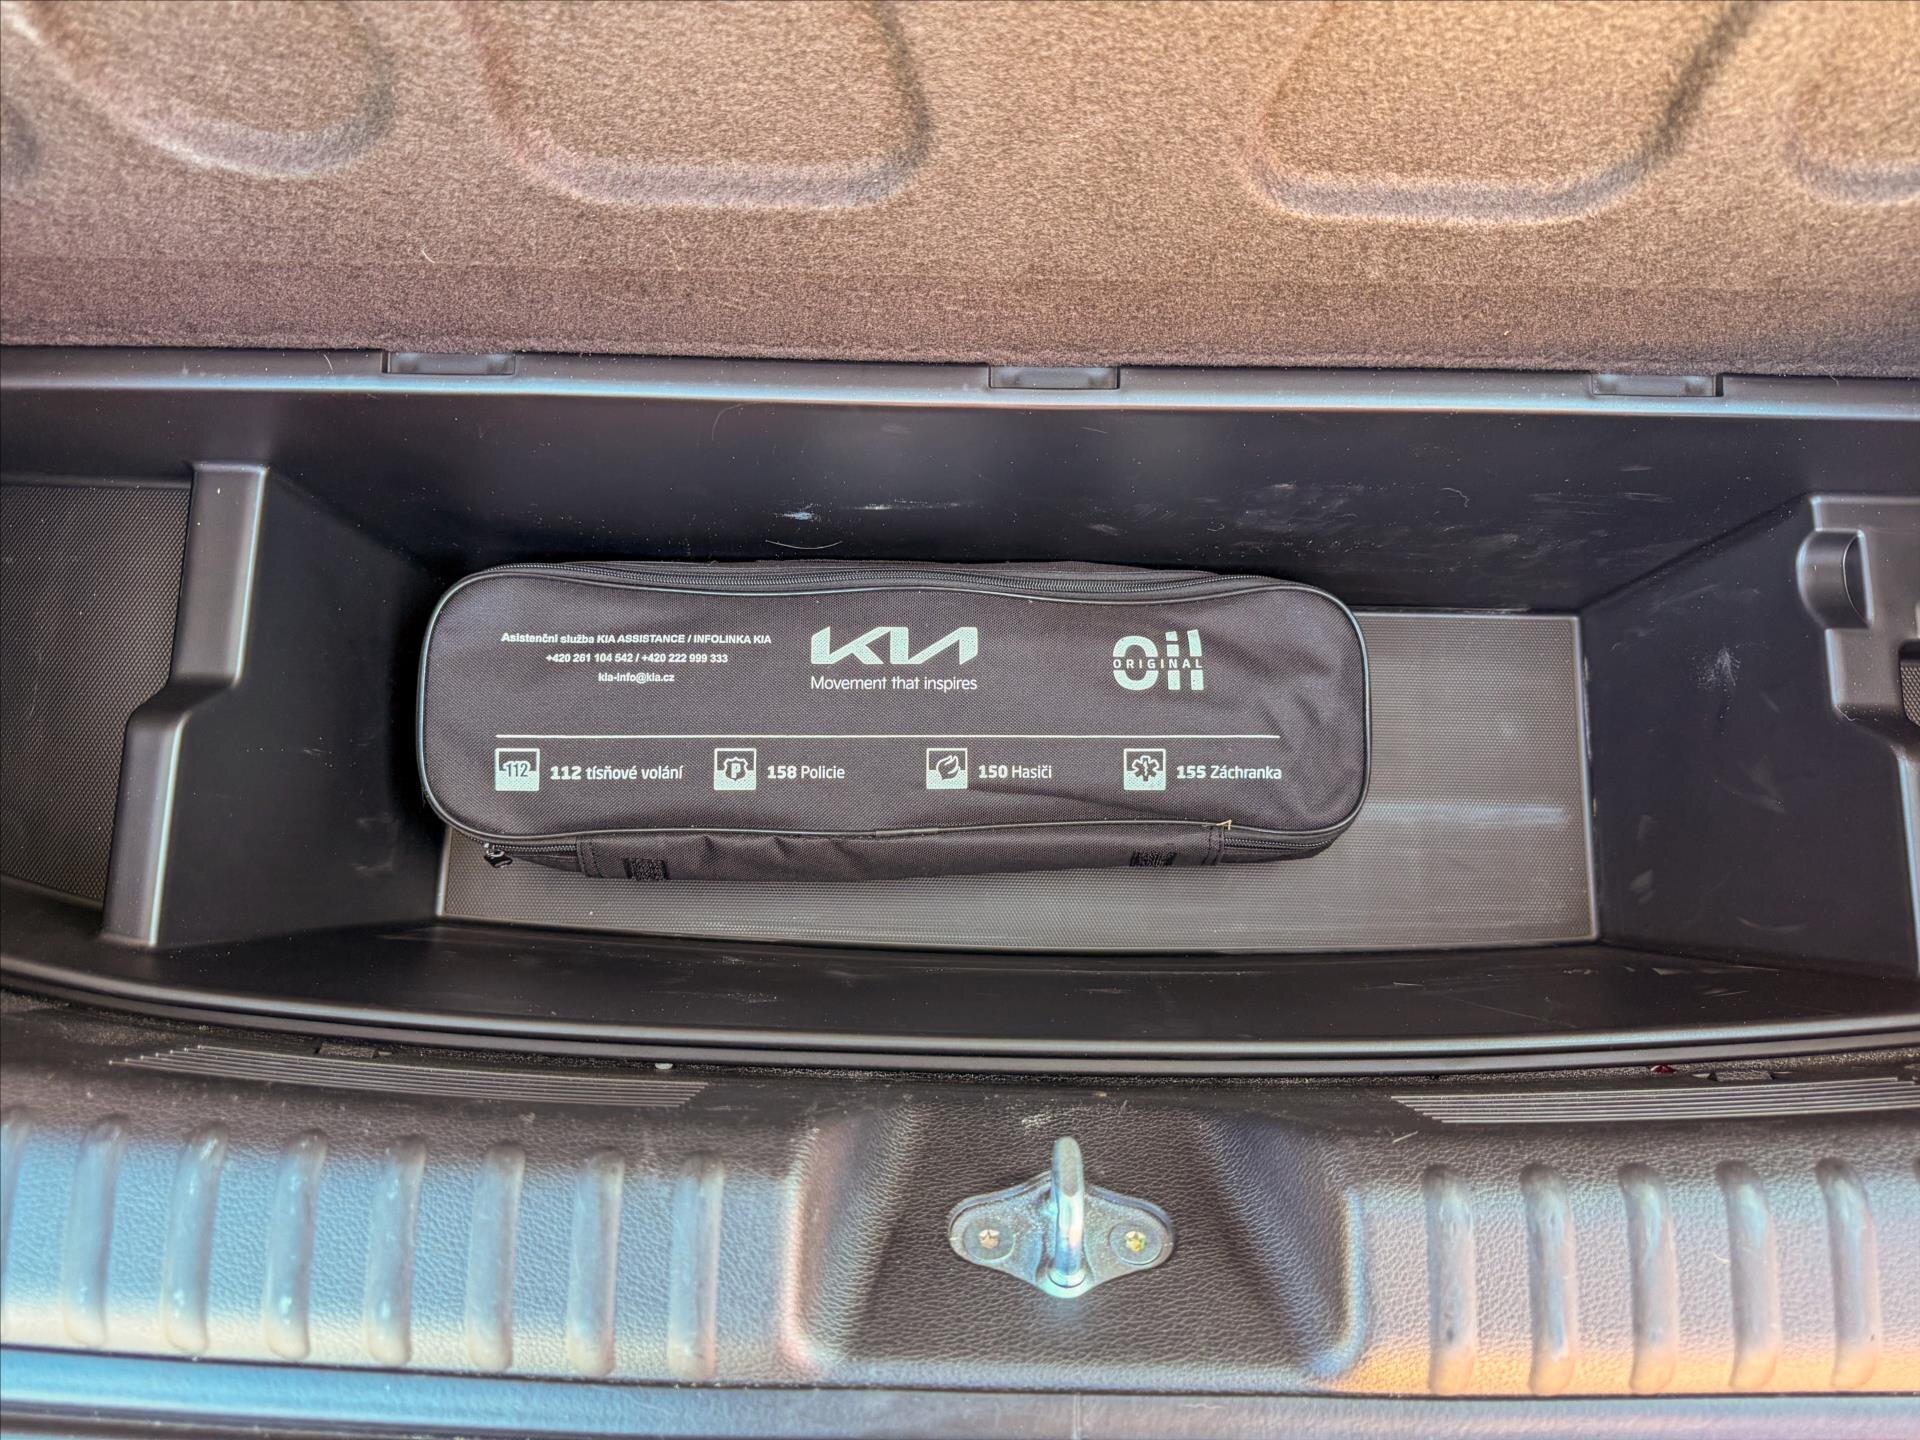 Asistenční služba KIA ASSISTANCE / INFOLINKA KIA
+420 261 104 542 / +420 222 999 333
kia-info@kia.cz
KIA
Movement that inspires
Oil
ORIGINAL
112 112 tísňové volání
P 158 Policie
150 Hasiči
155 Záchranka